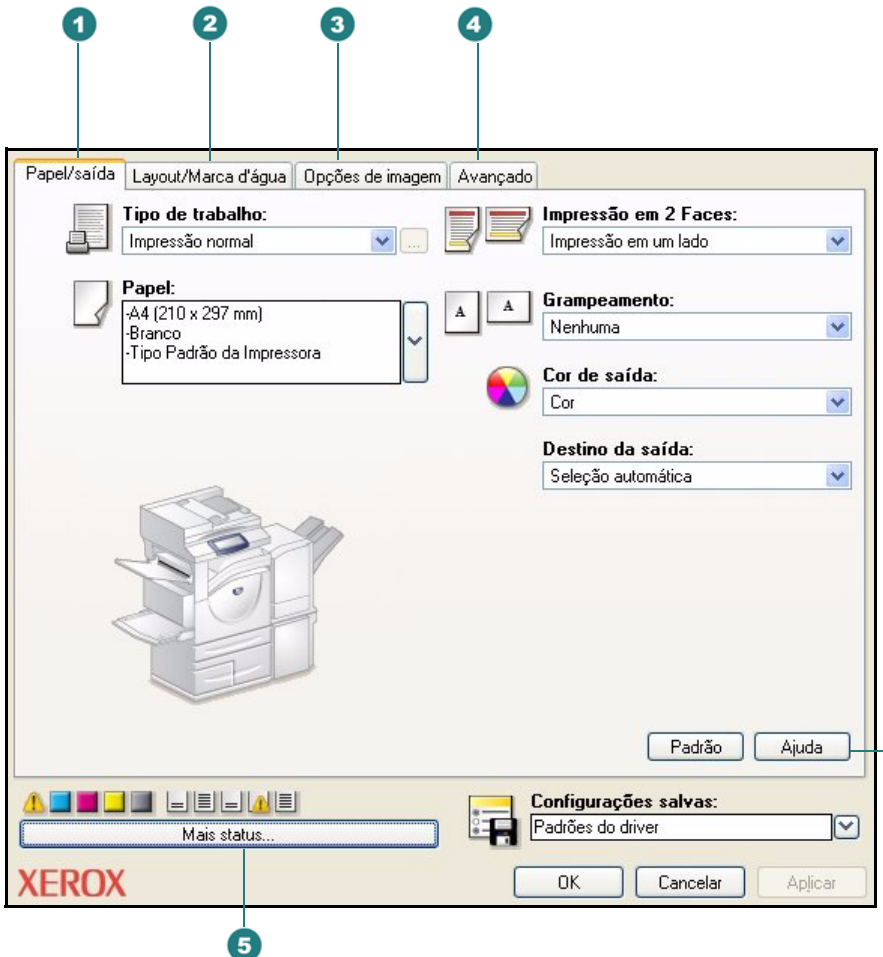 1 2 3 4
Papel/saída Layout/Marca d'água Opções de imagem Avançado
Tipo de trabalho:
Impressão normal
...
Papel:
-A4 (210 x 297 mm)
-Branco
-Tipo Padrão da Impressora
Impressão em 2 Faces:
Impressão em um lado
A A
Grampeamento:
Nenhuma
Cor de saída:
Cor
Destino da saída:
Seleção automática
Padrão Ajuda
Mais status...
Configurações salvas:
Padrões do driver
XEROX
OK Cancelar Aplicar
5